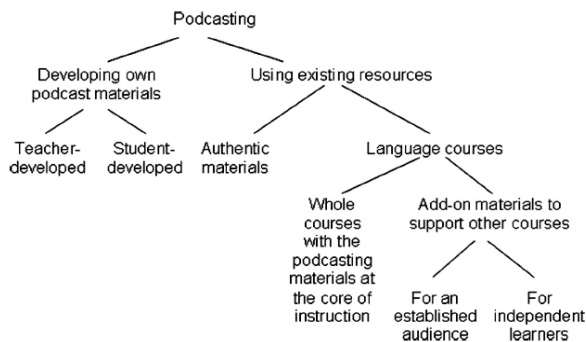 Podcasting
Developing own
podcast materials
Using existing resources
Teacher-
developed
Student-
developed
Authentic
materials
Language courses
Whole
courses
with the
podcasting
materials at
the core of
instruction
Add-on materials to
support other courses
For an
established
audience
For
independent
learners